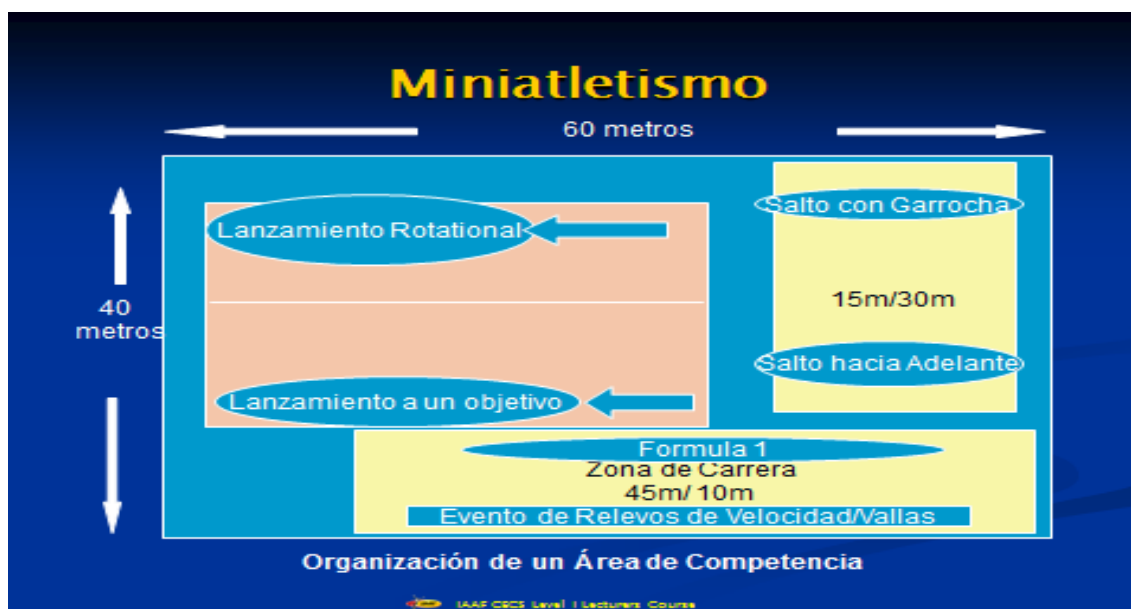 Miniatletismo
60 metros
Salto con Garrocha
Lanzamiento Rotational
40
metros
15m/30m
Salto hacia Adelante
Lanzamiento a un objetivo
Formula 1
Zona de Carrera
45m/ 10m
Evento de Relevos de Velocidad/Vallas
Organización de un Área de Competencia
IAAF CECS Level I Lecturers Course